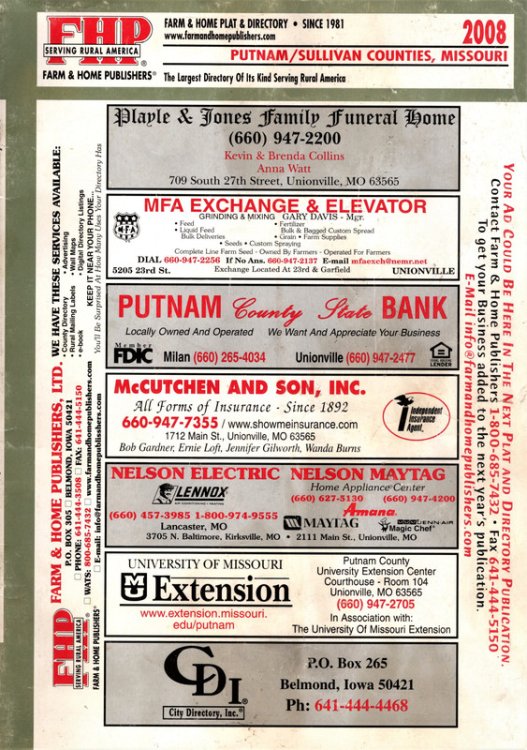 FHP
SERVING RURAL AMERICA
FARM & HOME PUBLISHERS®
FARM & HOME PLAT & DIRECTORY • SINCE 1981
www.farmandhomepublishers.com
2008
PUTNAM/SULLIVAN COUNTIES, MISSOURI
The Largest Directory Of Its Kind Serving Rural America
Playle & Jones Family Funeral Home
(660) 947-2200
Kevin & Brenda Collins
Anna Watt
709 South 27th Street, Unionville, MO 63565
MFA EXCHANGE & ELEVATOR
GRINDING & MIXING GARY DAVIS - Mgr.
MFA
• Feed • Fertilizer
• Liquid Feed Bulk & Bagged Custom Spread
Bulk Deliveries • Grain • Farm Supplies
• Seeds • Custom Spraying
Complete Line Farm Seed - Owned By Farmers - Operated For Farmers
DIAL 660-947-2256 If No Ans. 660-947-2137 E-mail mfaexch@nemr.net
5205 23rd St. Exchange Located At 23rd & Garfield UNIONVILLE
PUTNAM County State BANK
Locally Owned And Operated We Want And Appreciate Your Business
Member
FDIC Milan (660) 265-4034 Unionville (660) 947-2477
EQUAL HOUSING
LENDER
McCUTCHEN AND SON, INC.
All Forms of Insurance - Since 1892
660-947-7355 / www.showmeinsurance.com
1712 Main St., Unionville, MO 63565
Bob Gardner, Ernie Loft, Jennifer Gilworth, Wanda Burns
Independent
Insurance
Agent®
NELSON ELECTRIC NELSON MAYTAG
Home Appliance Center
LENNOX
(660) 627-5130 (660) 947-4200
(660) 457-3985 1-800-974-9555
Amana
Lancaster, MO
MAYTAG Magic Chef JENN-AIR
3705 N. Baltimore, Kirksville, MO • 2111 Main St., Unionville, MO
UNIVERSITY OF MISSOURI
Extension
www.extension.missouri.
edu/putnam
Putnam County
University Extension Center
Courthouse - Room 104
Unionville, MO 63565
(660) 947-2705
In Association with:
The University Of Missouri Extension
CDI
City Directory, Inc.®
P.O. Box 265
Belmond, Iowa 50421
Ph: 641-444-4468
FHP
SERVING RURAL AMERICA
FARM & HOME PUBLISHERS®
FARM & HOME PUBLISHERS, LTD.
P.O. BOX 305 □ BELMOND, IOWA 50421
□ PHONE: 641-444-3508 □ FAX: 641-444-5150
□ WATS: 800-685-7432 □ www.farmandhomepublishers.com
□ E-mail: info@farmandhomepublishers.com
WE HAVE THESE SERVICES AVAILABLE:
• County Directory • Advertising
• Rural Mailing Labels • Wall Maps
• e-book • Digital Directory Listings
KEEP IT NEAR YOUR PHONE...
You'll Be Surprised At How Many Uses Your Directory Has
YOUR AD COULD BE HERE IN THE NEXT PLAT AND DIRECTORY PUBLICATION.
Contact Farm & Home Publishers 1-800-685-7432 • Fax 641-444-5150
To get your Business added to the next year's publication.
E-Mail info@farmandhomepublishers.com